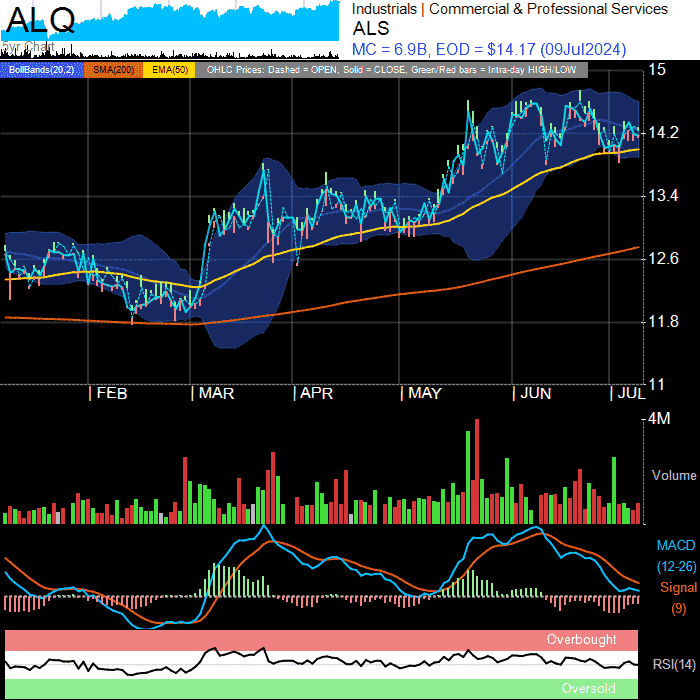 ALQ
5yr Chart
Industrials | Commercial & Professional Services
ALS
MC = 6.9B, EOD = $14.17 (09Jul2024)
BollBands(20,2) SMA(200) EMA(50) OHLC Prices: Dashed = OPEN, Solid = CLOSE, Green/Red bars = Intra-day HIGH/LOW
15
14.2
13.4
12.6
11.8
11
| FEB | MAR | APR | MAY | JUN | JUL
4M
Volume
MACD
(12-26)
Signal
(9)
Overbought
RSI(14)
Oversold